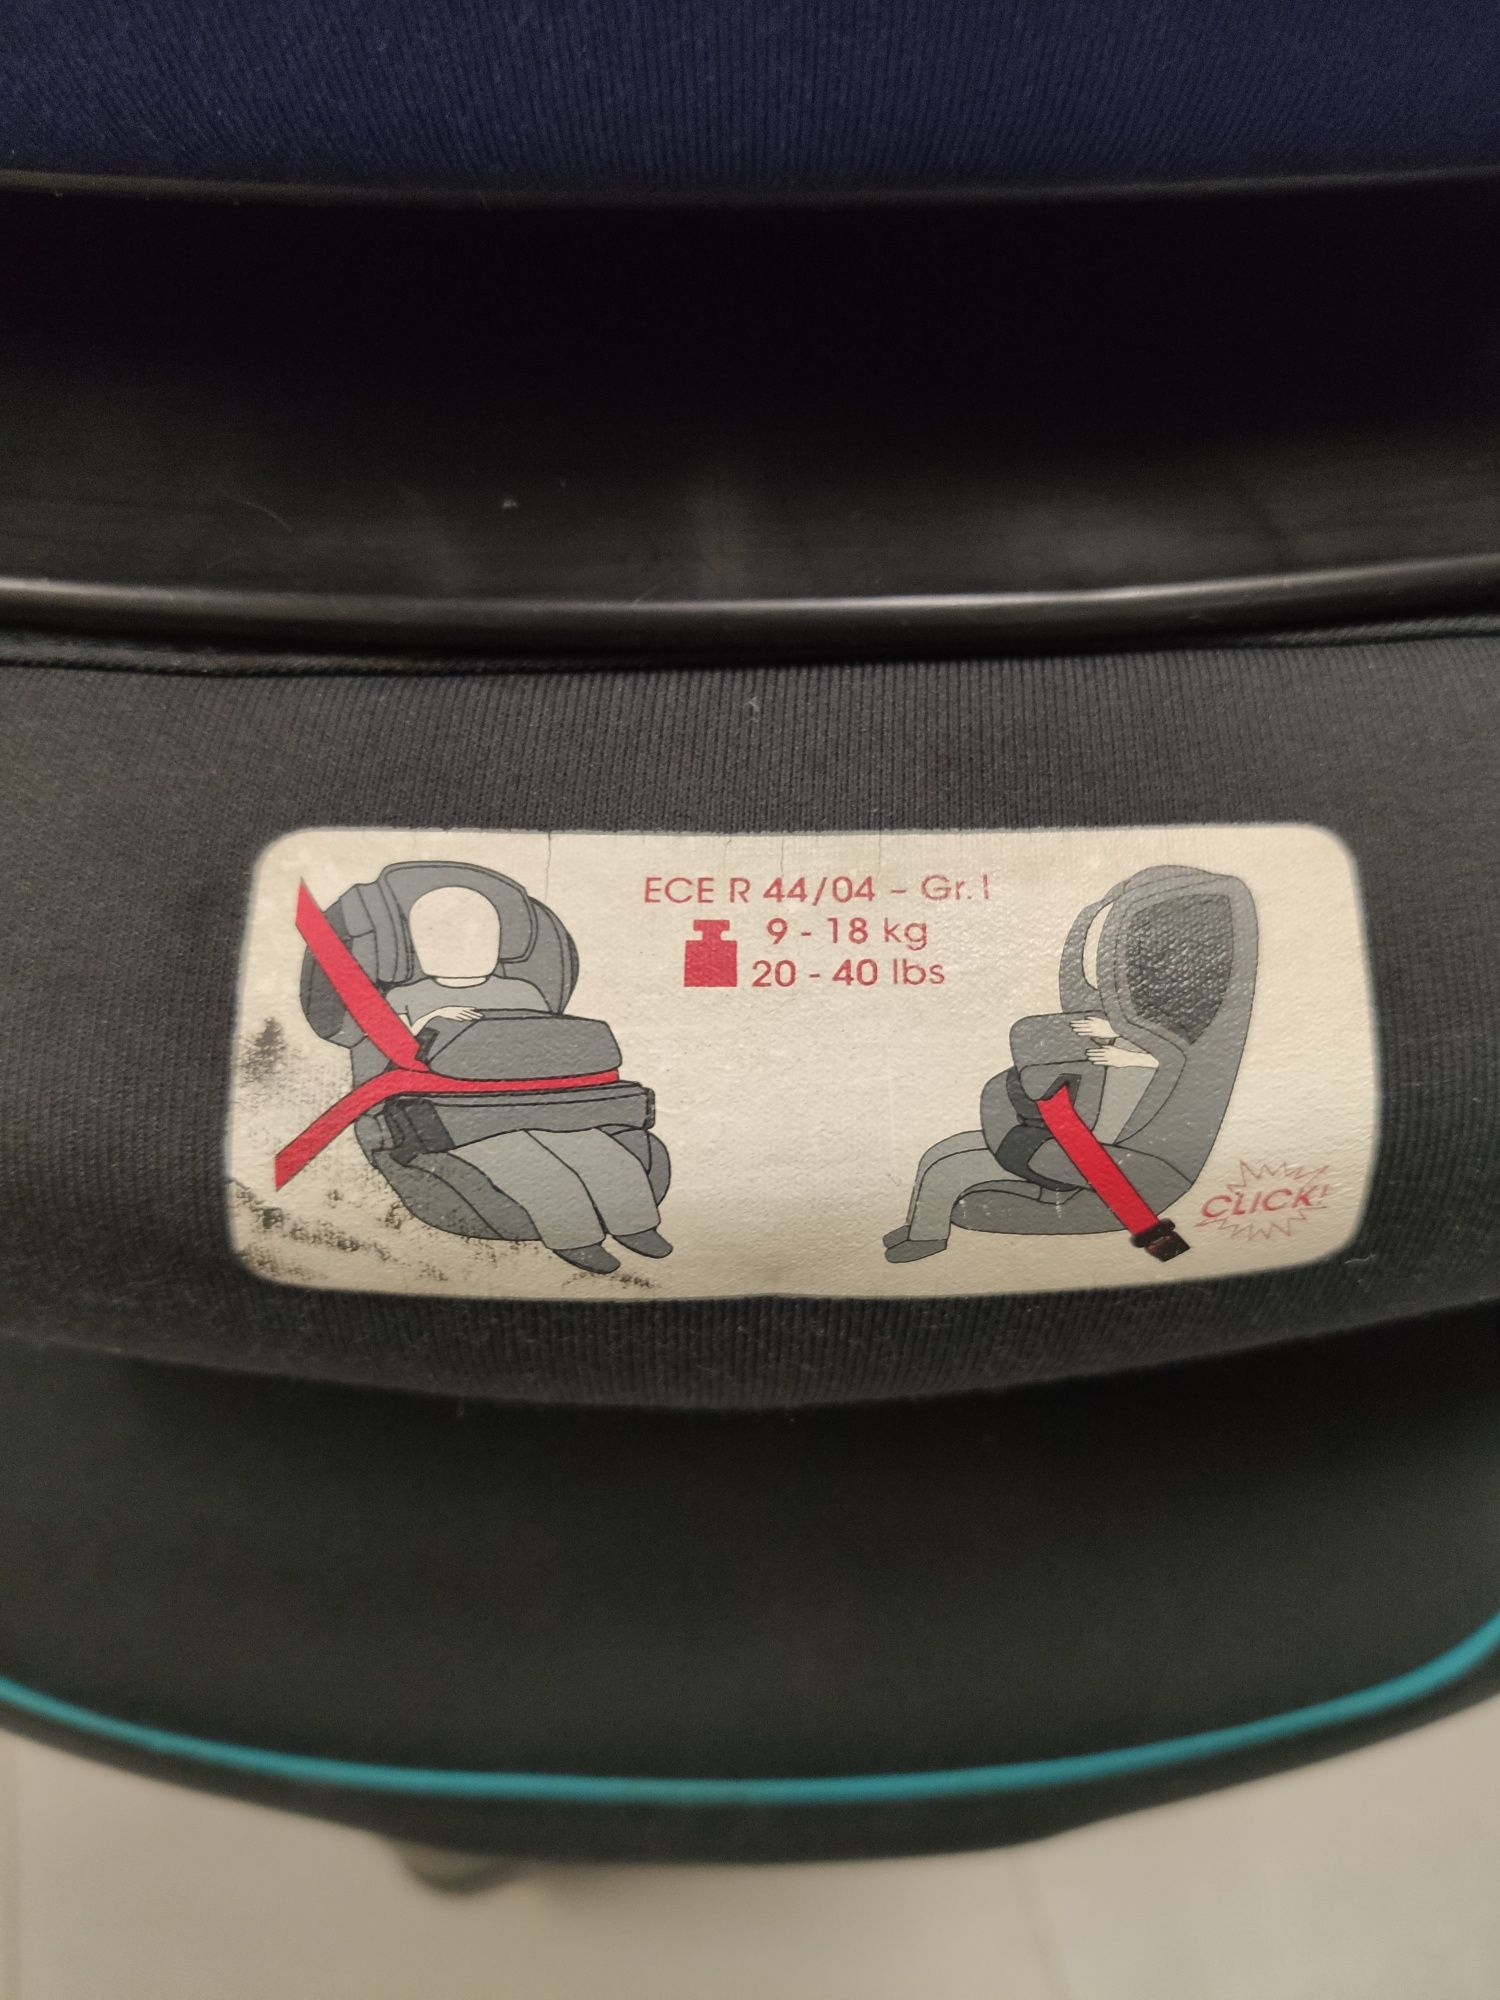 ECE R 44/04 – Gr. I
9 - 18 kg
20 - 40 lbs
CLICK!